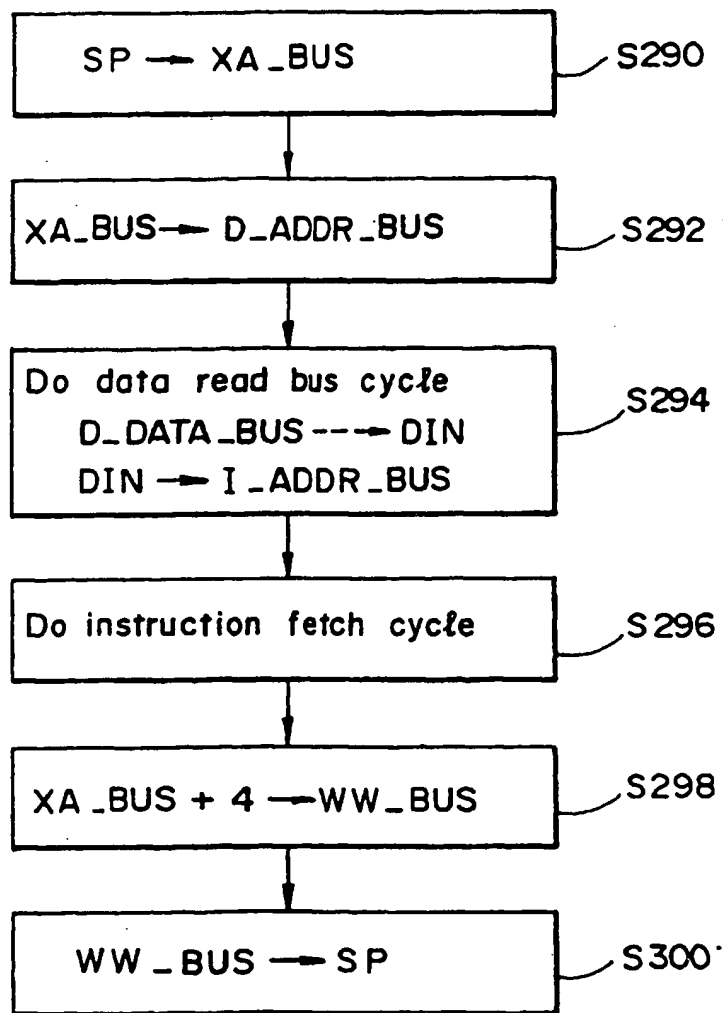 SP → XA_BUS
S290
XA_BUS → D_ADDR_BUS
S292
Do data read bus cycle
D_DATA_BUS ---→ DIN
DIN → I_ADDR_BUS
S294
Do instruction fetch cycle
S296
XA_BUS + 4 → WW_BUS
S298
WW_BUS → SP
S300